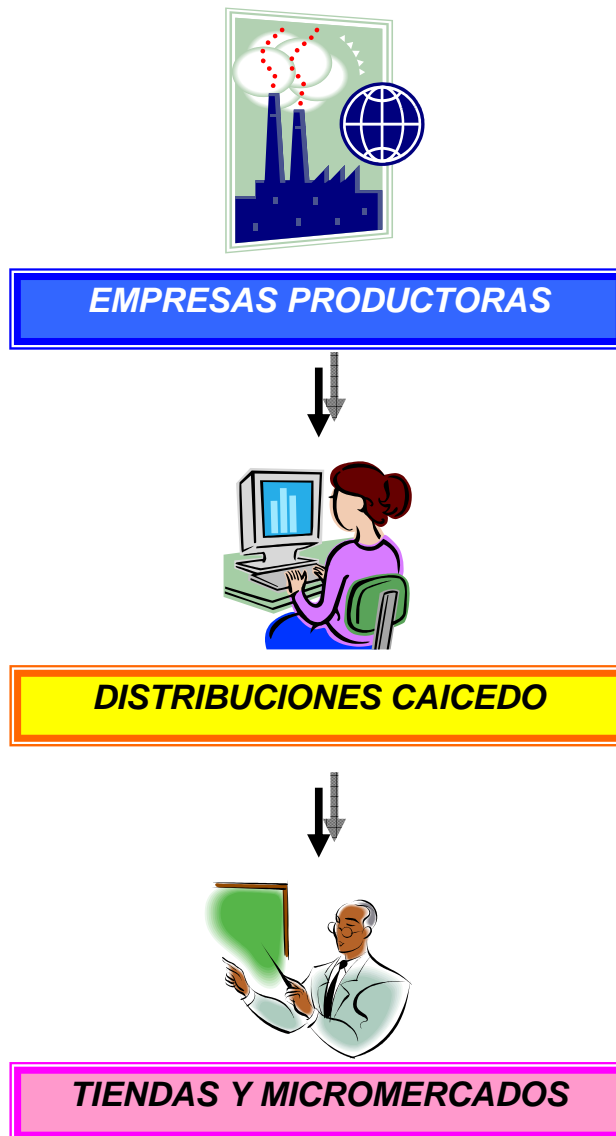 EMPRESAS PRODUCTORAS
DISTRIBUCIONES CAICEDO
TIENDAS Y MICROMERCADOS